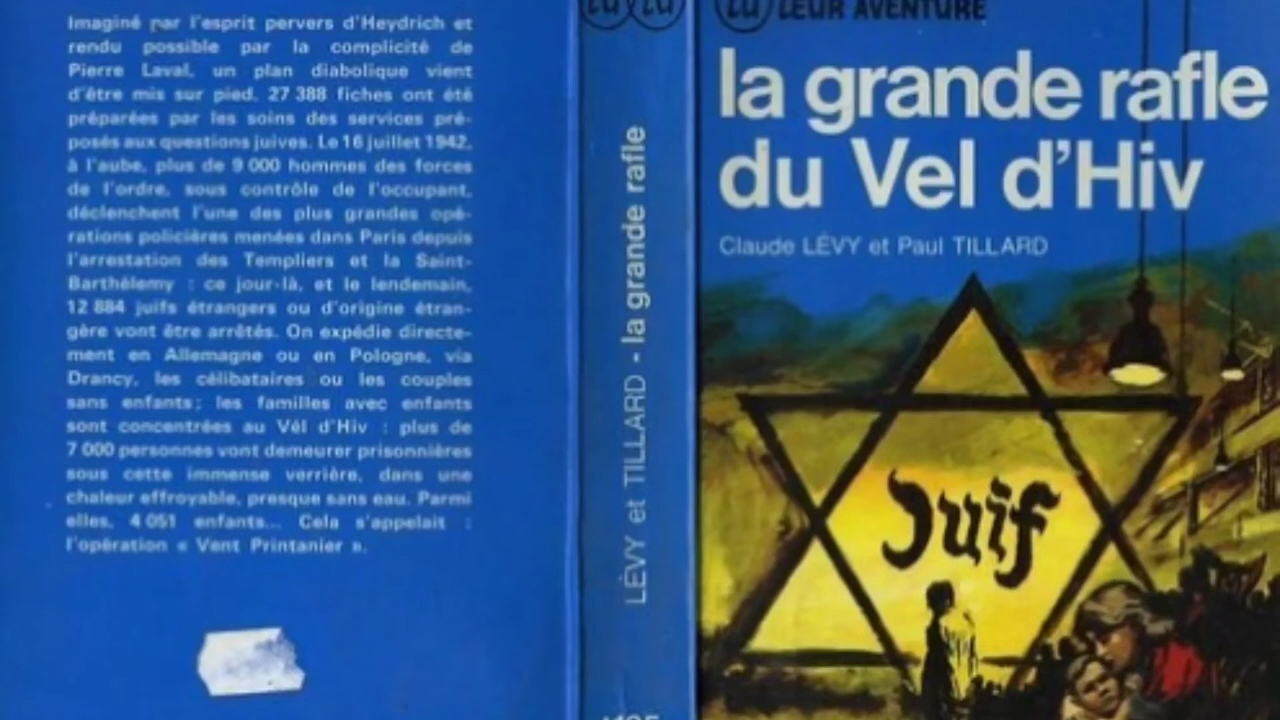 Imaginé par l'esprit pervers d'Heydrich et
rendu possible par la complicité de
Pierre Laval, un plan diabolique vient
d'être mis sur pied. 27 388 fiches ont été
préparées par les soins des services pré-
posés aux questions juives. Le 16 juillet 1942,
à l'aube, plus de 9 000 hommes des forces
de l'ordre, sous contrôle de l'occupant,
déclenchent l'une des plus grandes opé-
rations policières menées dans Paris depuis
l'arrestation des Templiers et la Saint-
Barthélemy : ce jour-là, et le lendemain,
12 884 juifs étrangers ou d'origine étran-
gère vont être arrêtés. On expédie directe-
ment en Allemagne ou en Pologne, via
Drancy, les célibataires ou les couples
sans enfants; les familles avec enfants
sont concentrées au Vél d'Hiv : plus de
7 000 personnes vont demeurer prisonnières
sous cette immense verrière, dans une
chaleur effroyable, presque sans eau. Parmi
elles, 4 051 enfants... Cela s'appelait :
l'opération « Vent Printanier ».
LÉVY et TILLARD - la grande rafle
LEUR AVENTURE
la grande rafle
du Vel d'Hiv
Claude LÉVY et Paul TILLARD
Juif